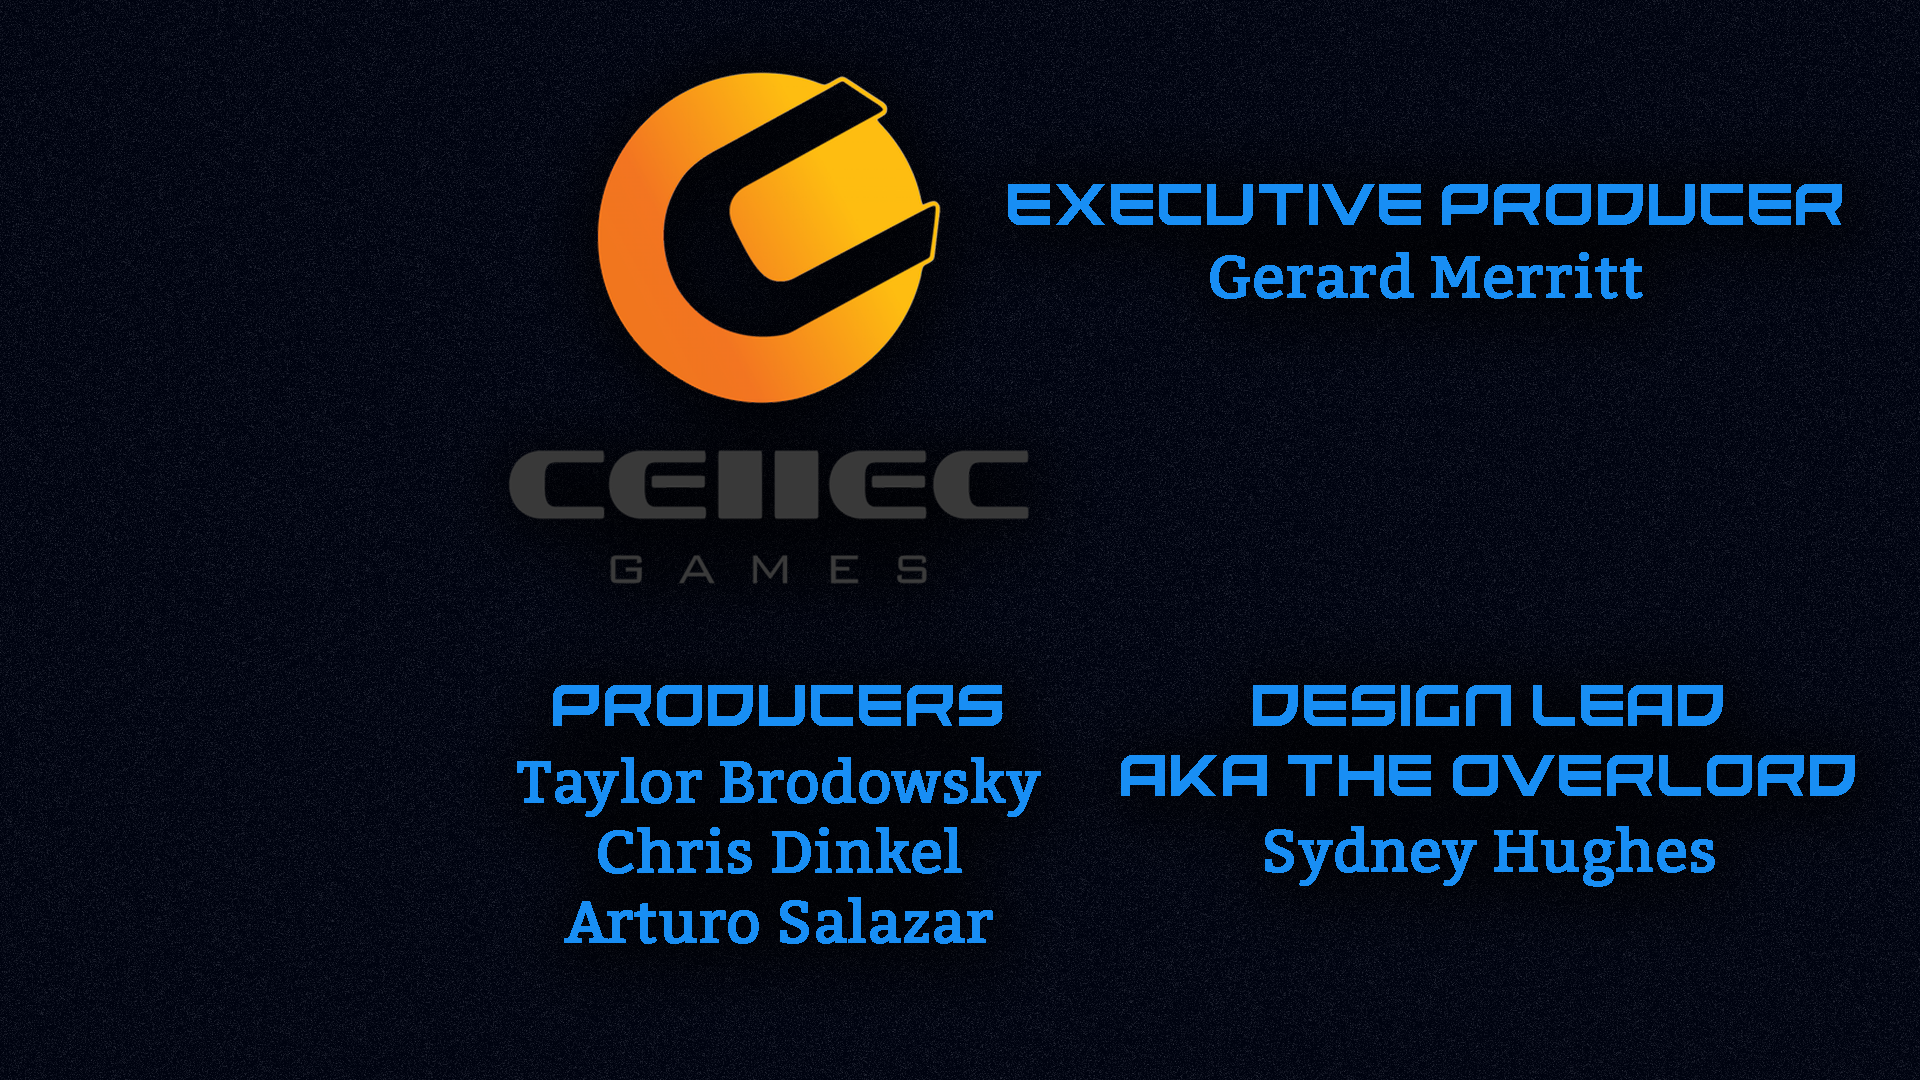 CELLEC
GAMES
EXECUTIVE PRODUCER
Gerard Merritt
PRODUCERS
Taylor Brodowsky
Chris Dinkel
Arturo Salazar
DESIGN LEAD
AKA THE OVERLORD
Sydney Hughes